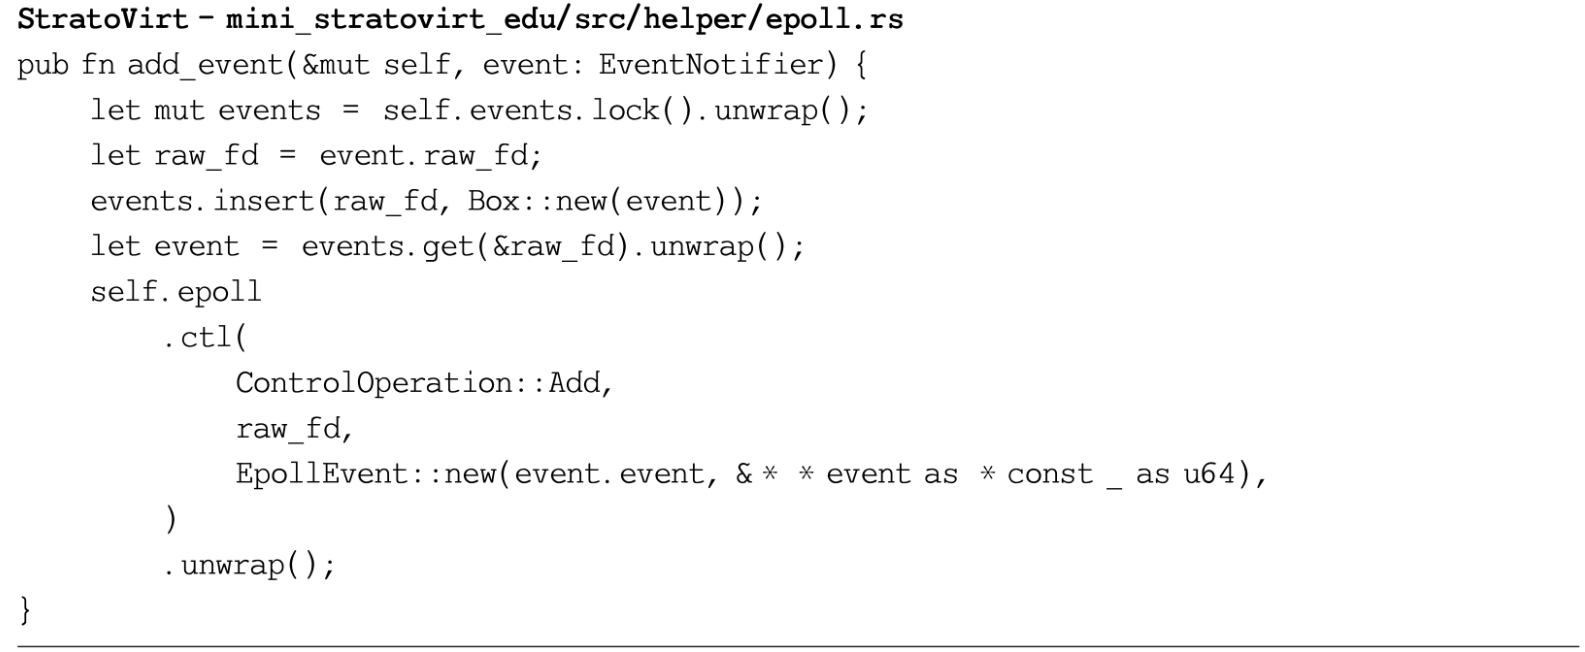 StratoVirt - mini_stratovirt_edu/src/helper/epoll.rs
pub fn add_event(&mut self, event: EventNotifier) {
    let mut events = self.events.lock().unwrap();
    let raw_fd = event.raw_fd;
    events.insert(raw_fd, Box::new(event));
    let event = events.get(&raw_fd).unwrap();
    self.epoll
        .ctl(
            ControlOperation::Add,
            raw_fd,
            EpollEvent::new(event.event, & * * event as * const _ as u64),
        )
        .unwrap();
}